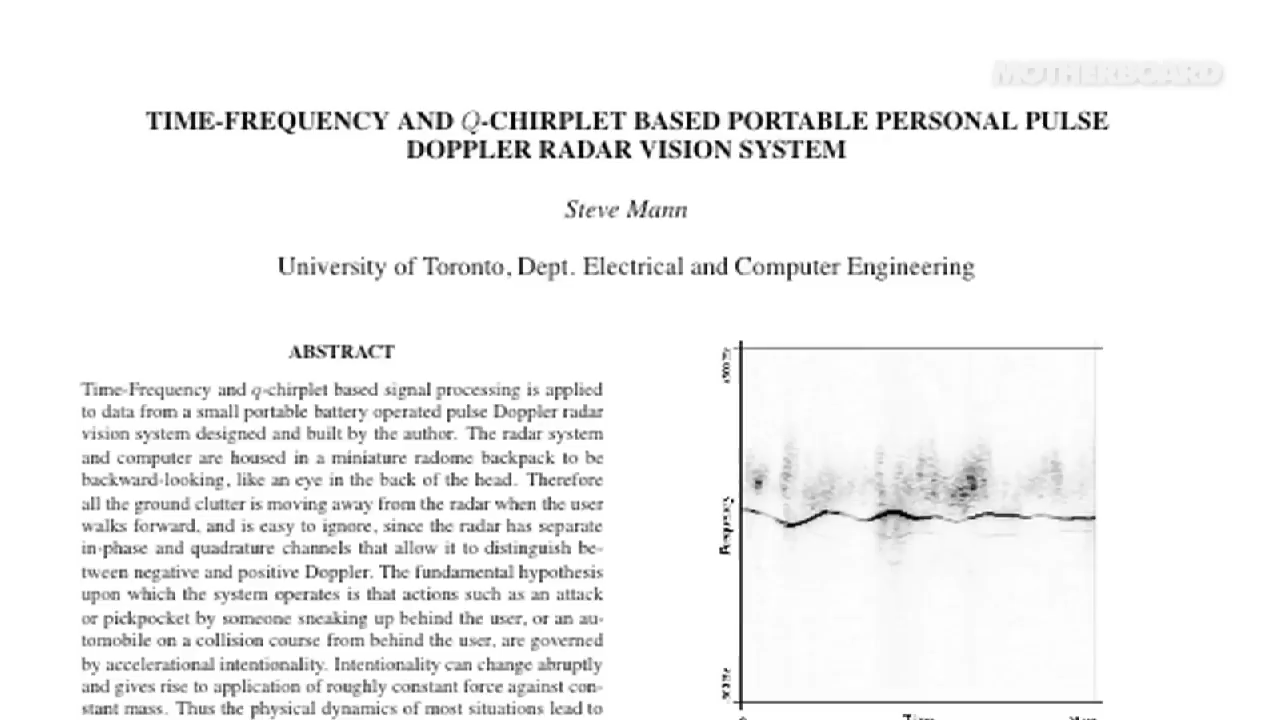 MOTHERBOARD
TIME-FREQUENCY AND Q-CHIRPLET BASED PORTABLE PERSONAL PULSE
DOPPLER RADAR VISION SYSTEM
Steve Mann
University of Toronto, Dept. Electrical and Computer Engineering
ABSTRACT
Time-Frequency and q-chirplet based signal processing is applied
to data from a small portable battery operated pulse Doppler radar
vision system designed and built by the author. The radar system
and computer are housed in a miniature radome backpack to be
backward-looking, like an eye in the back of the head. Therefore
all the ground clutter is moving away from the radar when the user
walks forward, and is easy to ignore, since the radar has separate
in-phase and quadrature channels that allow it to distinguish be-
tween negative and positive Doppler. The fundamental hypothesis
upon which the system operates is that actions such as an attack
or pickpocket by someone sneaking up behind the user, or an au-
tomobile on a collision course from behind the user, are governed
by accelerational intentionality. Intentionality can change abruptly
and gives rise to application of roughly constant force against con-
stant mass. Thus the physical dynamics of most situations lead to
Frequency